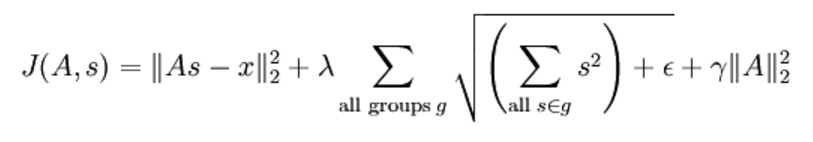 J(A, s) = ‖As − x‖₂² + λ ∑_{all groups g} √((∑_{all s∈g} s²) + ϵ) + γ‖A‖₂²